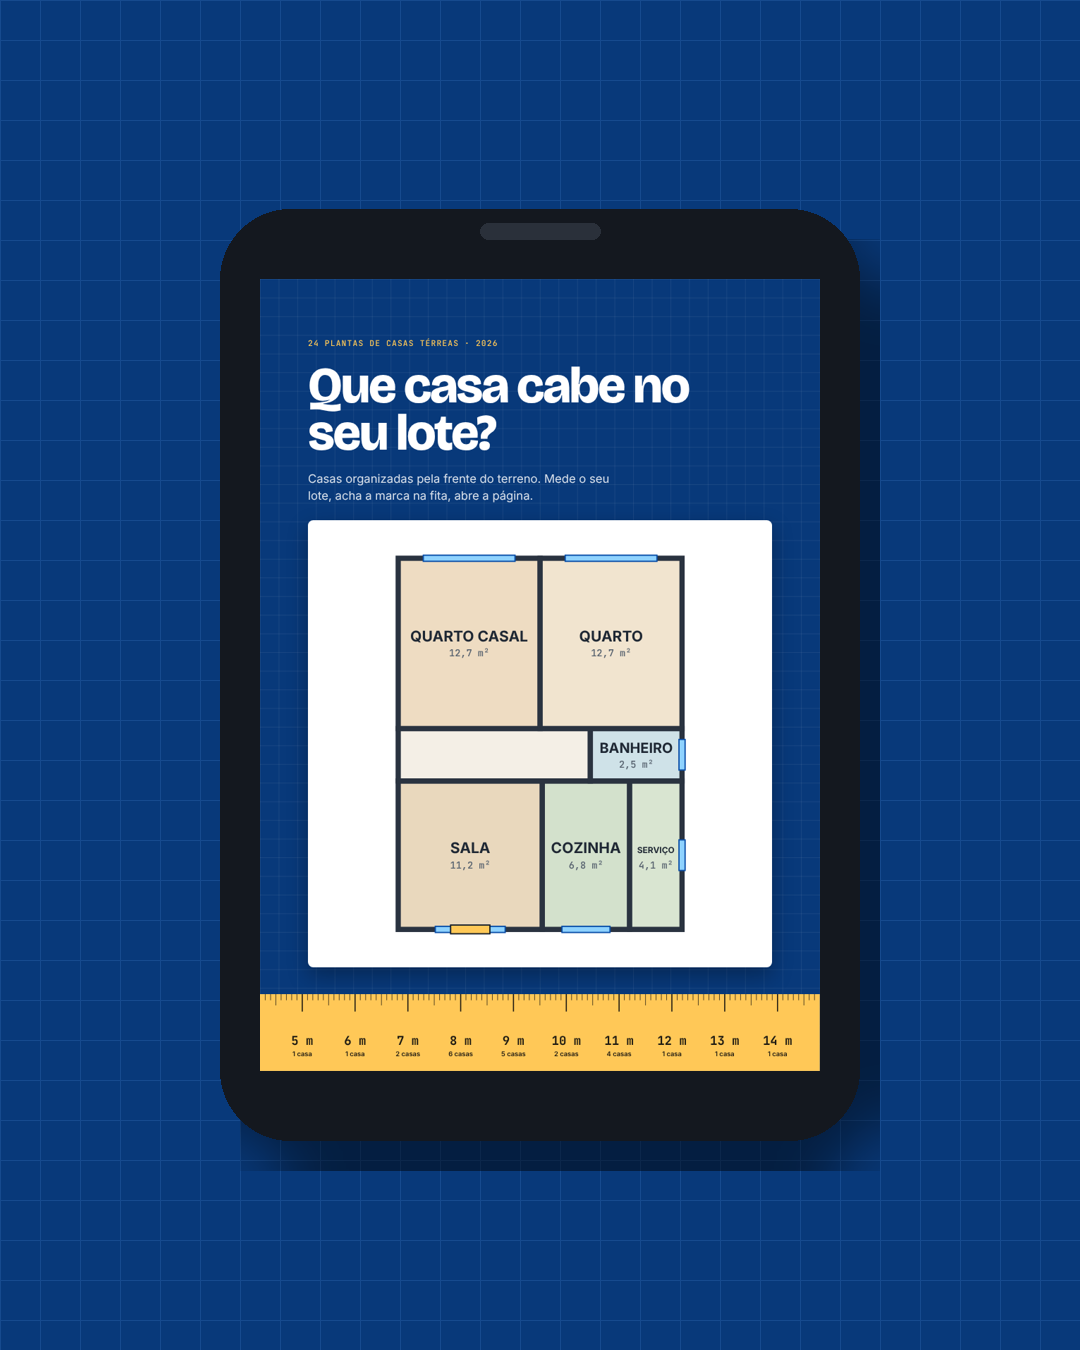 24 PLANTAS DE CASAS TÉRREAS · 2026
Que casa cabe no
seu lote?
Casas organizadas pela frente do terreno. Mede o seu
lote, acha a marca na fita, abre a página.
QUARTO CASAL
12,7 m²
QUARTO
12,7 m²
BANHEIRO
2,5 m²
SALA
11,2 m²
COZINHA
6,8 m²
SERVIÇO
4,1 m²
5 m 6 m 7 m 8 m 9 m 10 m 11 m 12 m 13 m 14 m
1 casa 1 casa 2 casas 6 casas 5 casas 2 casas 4 casas 1 casa 1 casa 1 casa